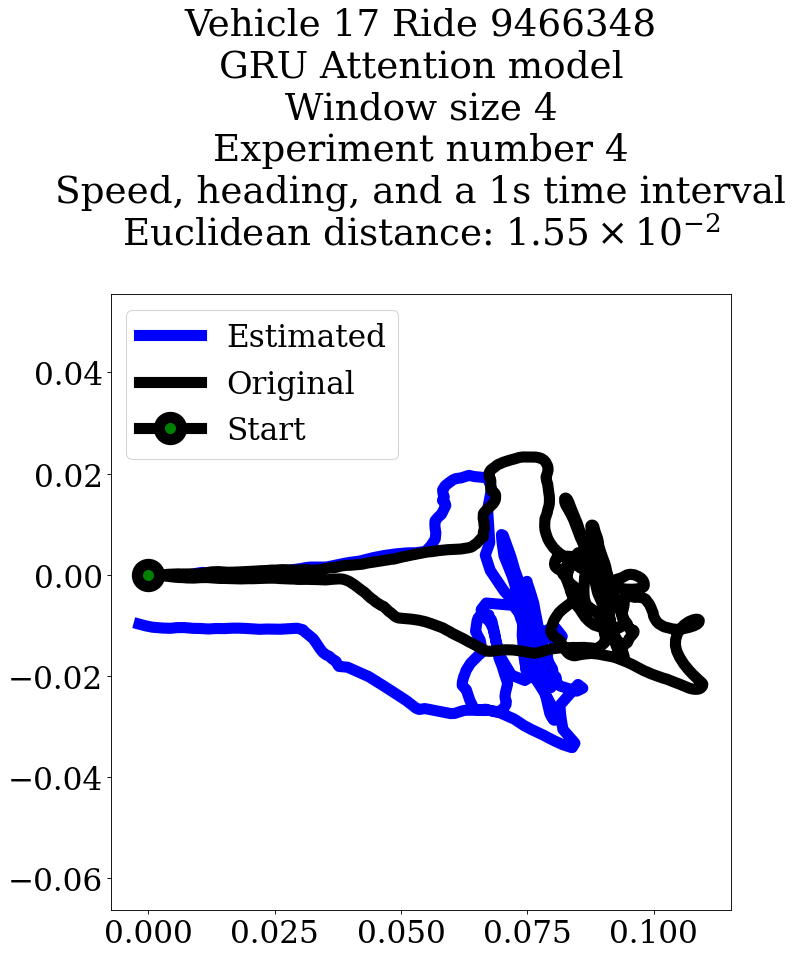 Vehicle 17 Ride 9466348
GRU Attention model
Window size 4
Experiment number 4
Speed, heading, and a 1s time interval
Euclidean distance: 1.55 × 10⁻²
Estimated
Original
Start
0.04
0.02
0.00
−0.02
−0.04
−0.06
0.000 0.025 0.050 0.075 0.100